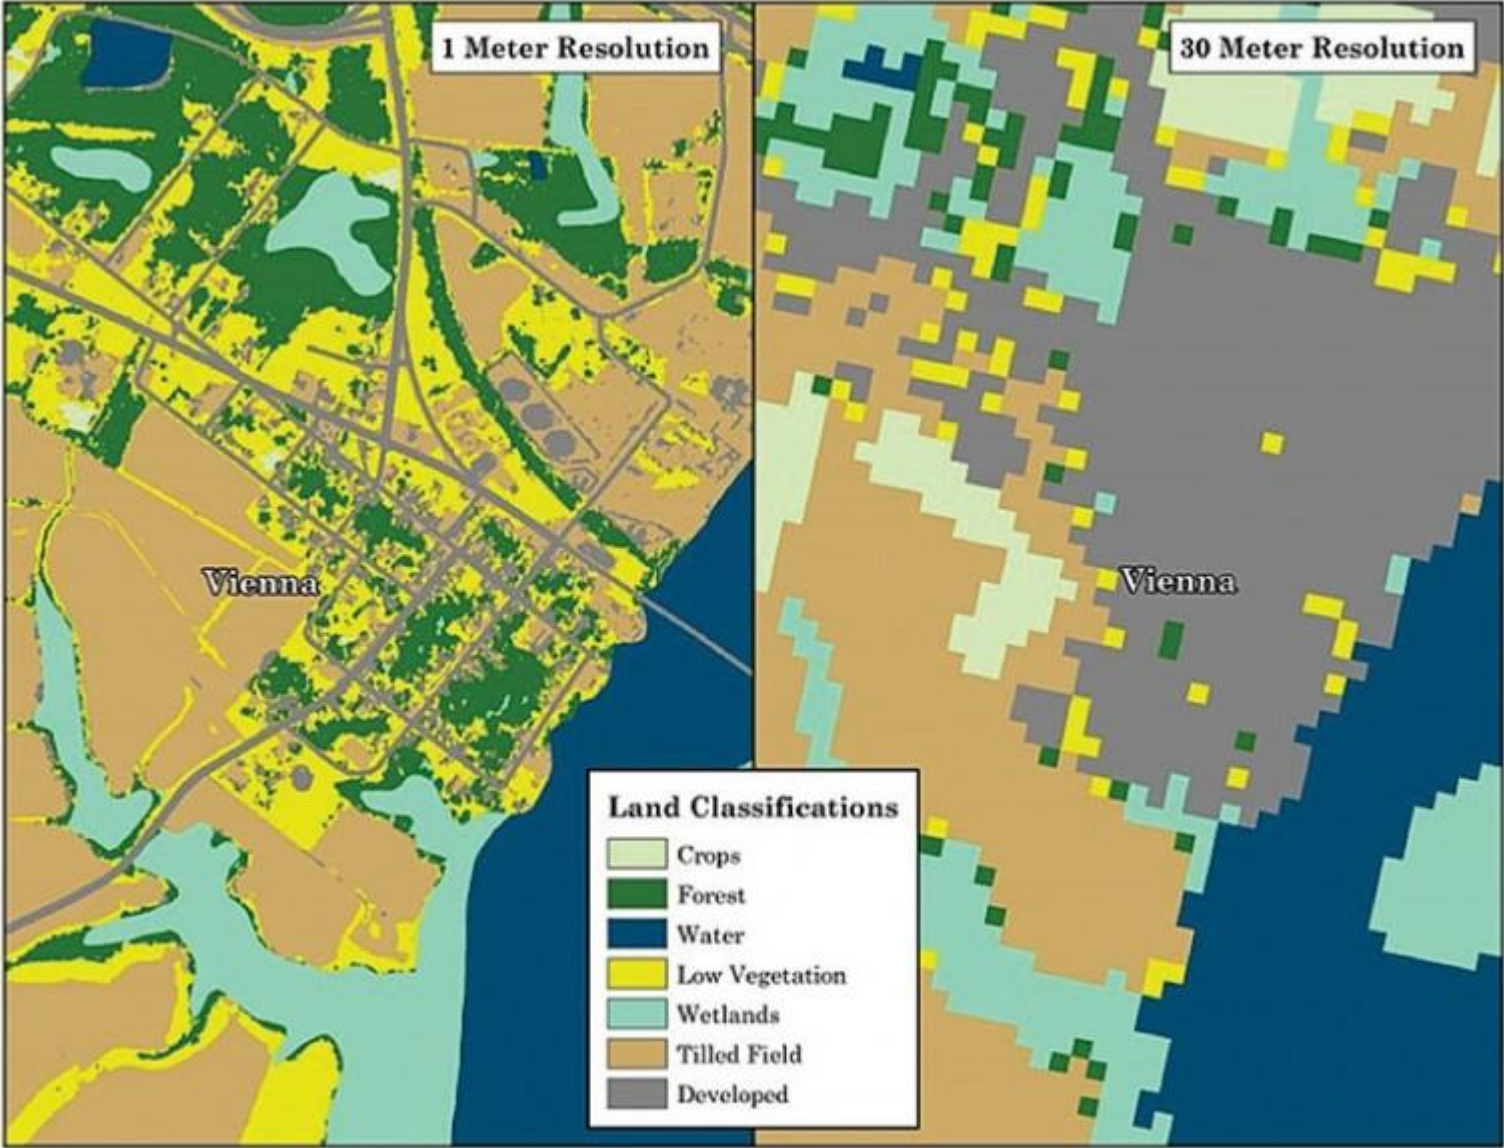 1 Meter Resolution
30 Meter Resolution
Vienna
Vienna
Land Classifications
Crops
Forest
Water
Low Vegetation
Wetlands
Tilled Field
Developed